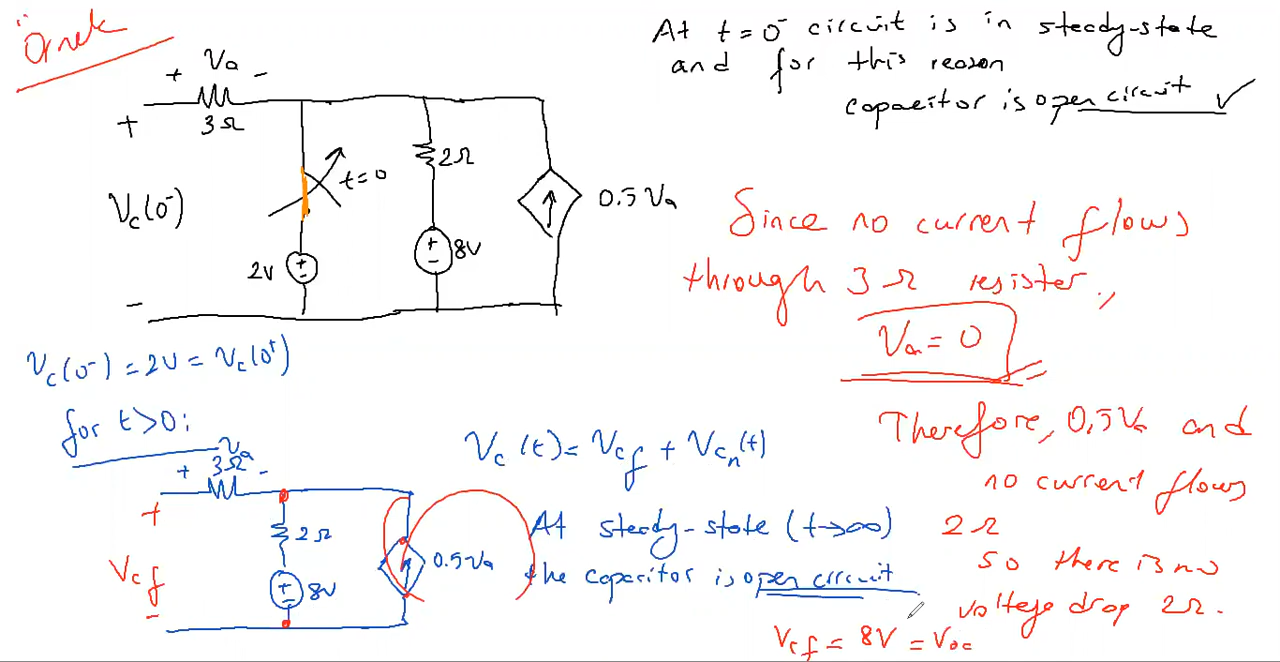 Örnek
At t=0⁻ circuit is in steady-state
and for this reason
capacitor is open circuit ✓
+ Va -
3Ω
+
Vc(0⁻)
-
t=0
2V
+
-
2Ω
+
-
8V
0.5Va
Since no current flows
through 3Ω resister,
Va = 0
Vc(0⁻) = 2V = Vc(0⁺)
for t>0:
Therefore, 0,5Va and
no current flows
2Ω
so there is no
voltage drop 2Ω.
Vc(t) = Vcf + Vcn(t)
At steady-state (t→∞)
the capacitor is open circuit
Va
+ 3Ω -
+
Vcf
-
2Ω
+
-
8V
0.5Va
Vcf = 8V = Voc